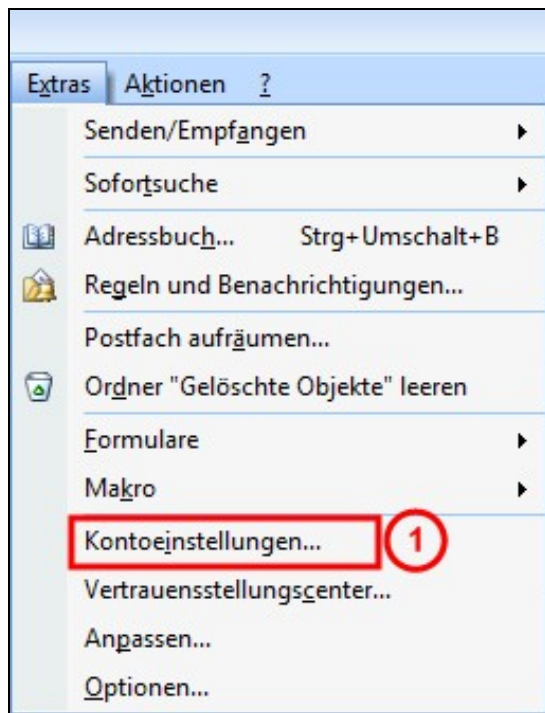 Extras Aktionen ?
Senden/Empfangen
Sofortsuche
Adressbuch... Strg+Umschalt+B
Regeln und Benachrichtigungen...
Postfach aufräumen...
Ordner "Gelöschte Objekte" leeren
Formulare
Makro
Kontoeinstellungen... 1
Vertrauensstellungscenter...
Anpassen...
Optionen...